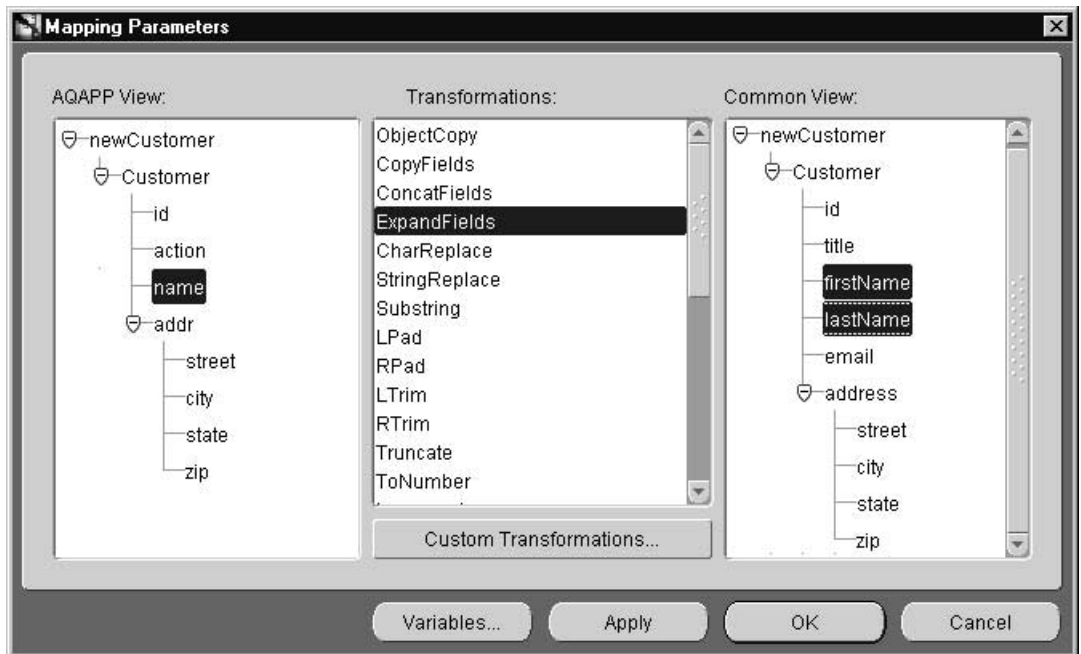 Mapping Parameters
AQAPP View:
newCustomer
Customer
id
action
name
addr
street
city
state
zip
Transformations:
ObjectCopy
CopyFields
ConcatFields
ExpandFields
CharReplace
StringReplace
Substring
LPad
RPad
LTrim
RTrim
Truncate
ToNumber
Custom Transformations...
Common View:
newCustomer
Customer
id
title
firstName
lastName
email
address
street
city
state
zip
Variables...
Apply
OK
Cancel